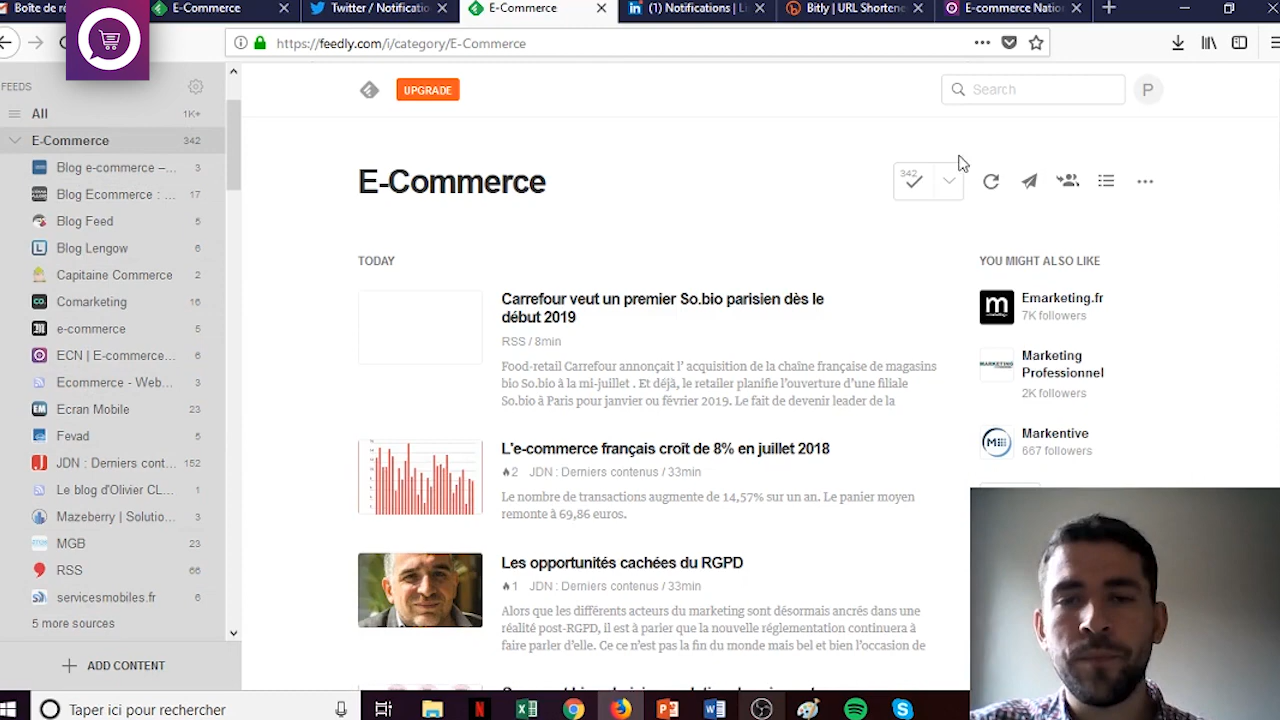 Boîte de ré
E-Commerce
Twitter / Notificatio
E-Commerce
(1) Notifications | Li
Bitly | URL Shortene
E-commerce Nation
https://feedly.com/i/category/E-Commerce
FEEDS
All 1K+
E-Commerce 342
Blog e-commerce –... 3
Blog Ecommerce : ... 17
Blog Feed 5
Blog Lengow 6
Capitaine Commerce 2
Comarketing 16
e-commerce 5
ECN | E-commerce... 6
Ecommerce - Web... 3
Ecran Mobile 23
Fevad 5
JDN : Derniers cont... 152
Le blog d'Olivier CL... 1
Mazeberry | Solutio... 3
MGB 23
RSS 66
servicesmobiles.fr 6
5 more sources
ADD CONTENT
UPGRADE
Search
P
E-Commerce
342
TODAY
Carrefour veut un premier So.bio parisien dès le
début 2019
RSS / 8min
Food-retail Carrefour annonçait l' acquisition de la chaîne française de magasins
bio So.bio à la mi-juillet . Et déjà, le retailer planifie l'ouverture d'une filiale
So.bio à Paris pour janvier ou février 2019. Le fait de devenir leader de la
L'e-commerce français croît de 8% en juillet 2018
2 JDN : Derniers contenus / 33min
Le nombre de transactions augmente de 14,57% sur un an. Le panier moyen
remonte à 69,86 euros.
Les opportunités cachées du RGPD
1 JDN : Derniers contenus / 33min
Alors que les différents acteurs du marketing sont désormais ancrés dans une
réalité post-RGPD, il est à parier que la nouvelle réglementation continuera à
faire parler d'elle. Ce ce n'est pas la fin du monde mais bel et bien l'occasion de
YOU MIGHT ALSO LIKE
Emarketing.fr
7K followers
Marketing
Professionnel
2K followers
Markentive
667 followers
Taper ici pour rechercher